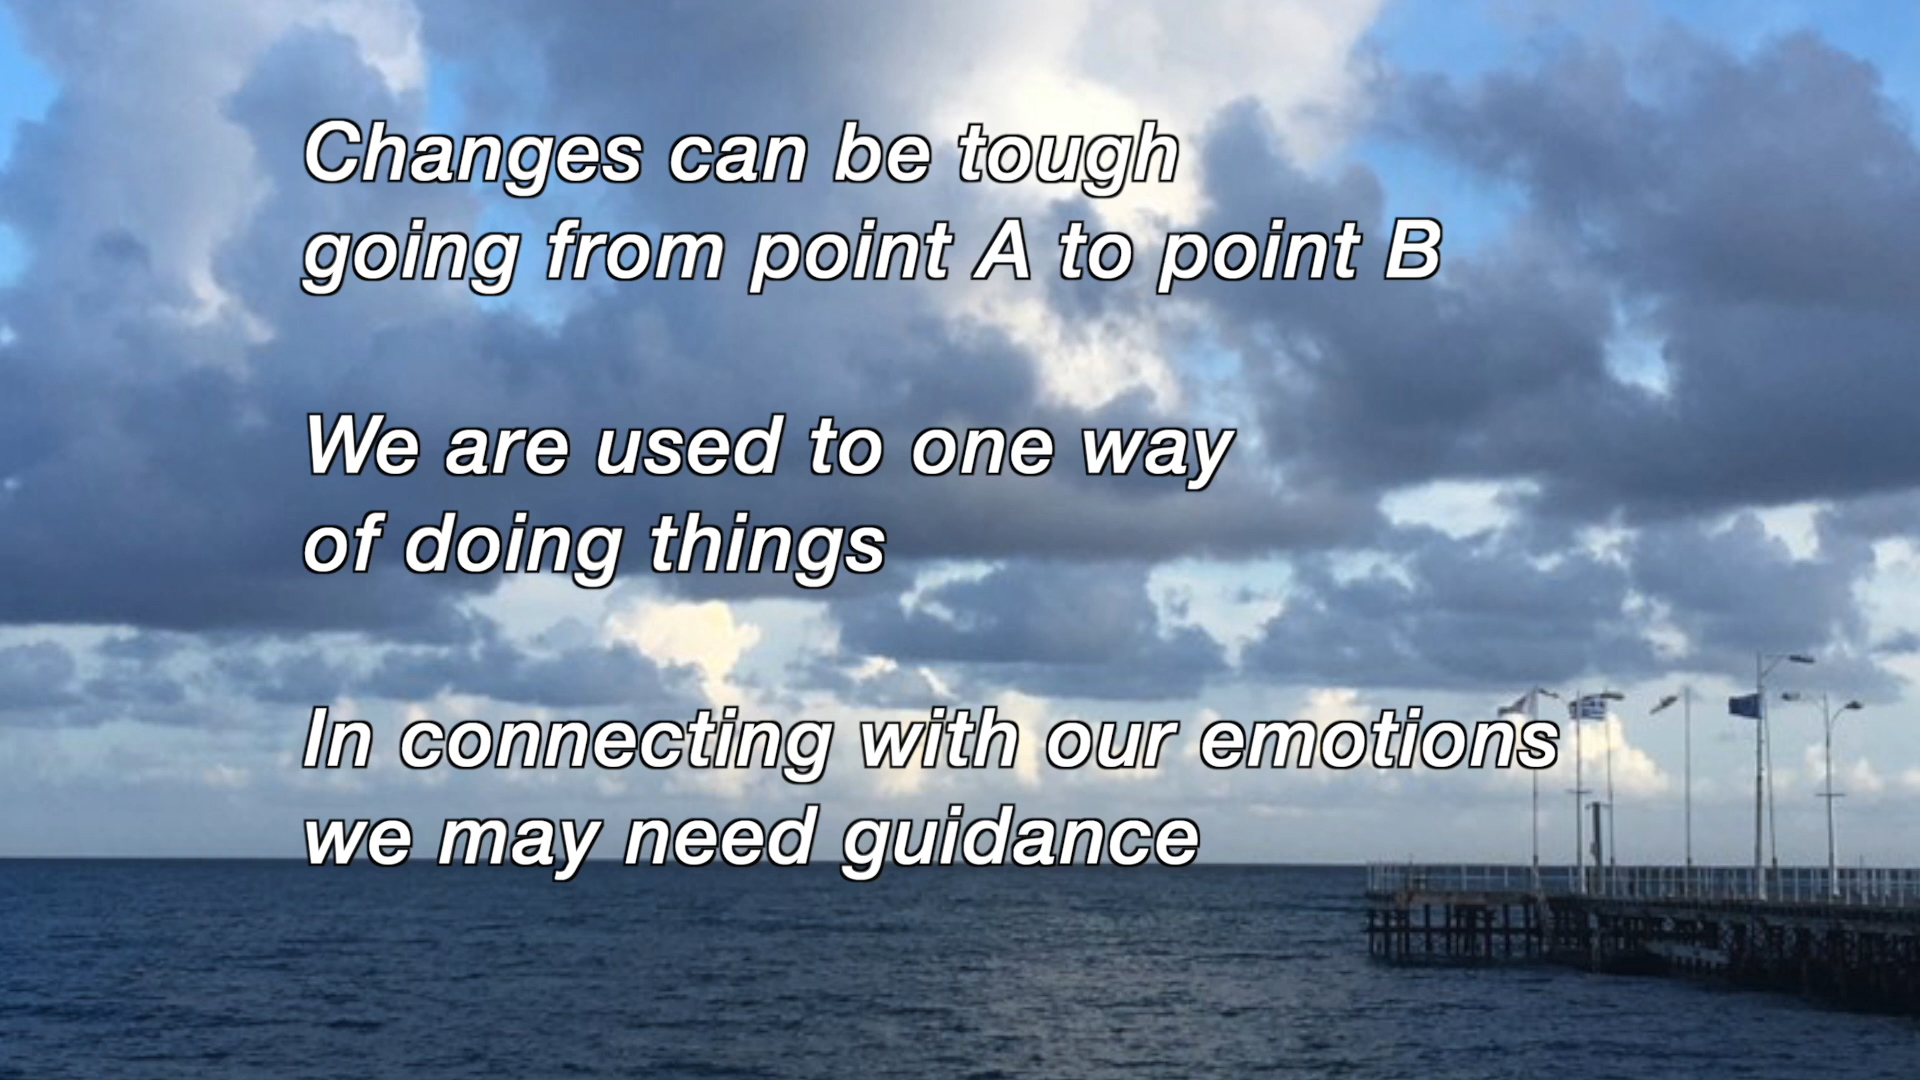 Changes can be tough
going from point A to point B
We are used to one way
of doing things
In connecting with our emotions
we may need guidance